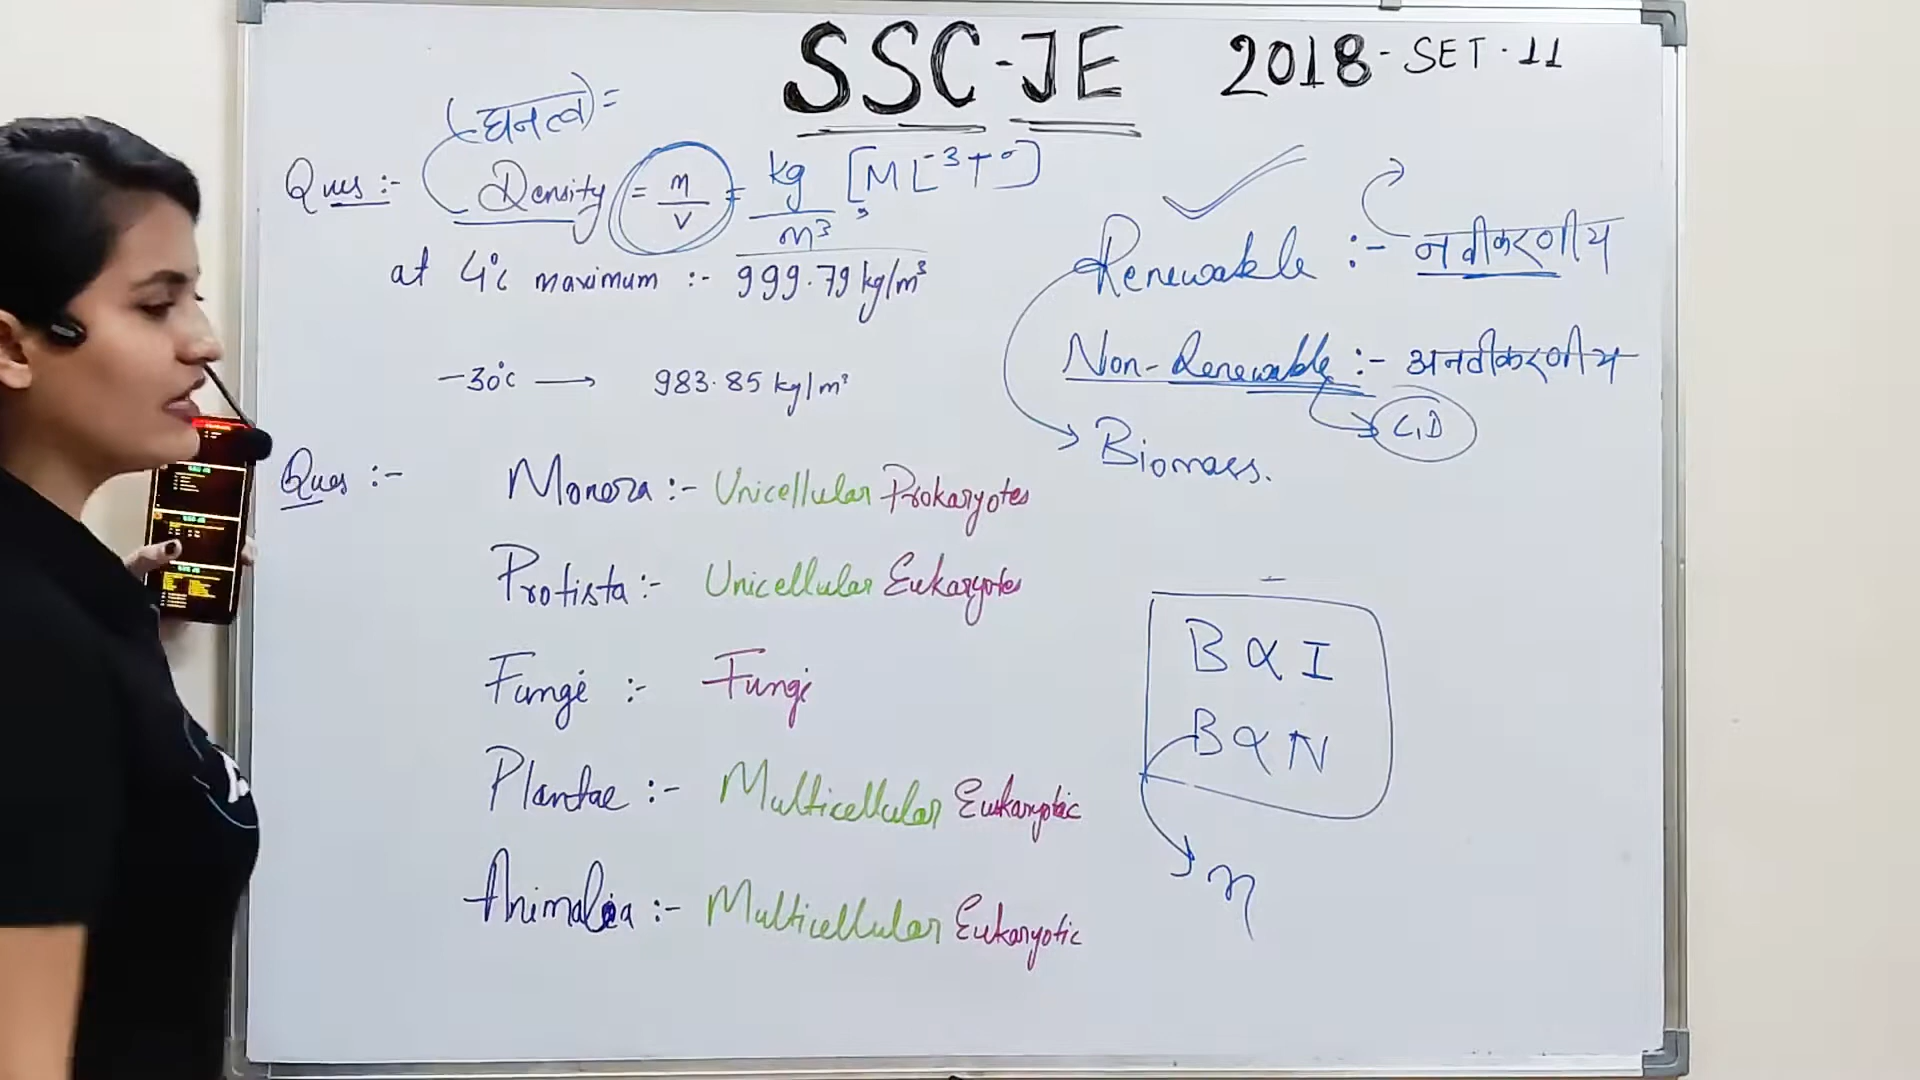 SSC-JE 2018-SET-11
(घनत्व) =
Ques :- Density = m/v = kg/m³ [ML⁻³T⁰]
at 4°c maximum :- 999.79 kg/m³
-30°c → 983.85 kg/m³
Ques :- Monera :- Unicellular Prokaryotes
Protista :- Unicellular Eukaryotes
Fungi :- Fungi
Plantae :- Multicellular Eukaryotic
Animalia :- Multicellular Eukaryotic
Renewable :- नवीकरणीय
Non-Renewable :- अनवीकरणीय
C,D
Biomass.
B α I
B α N
η